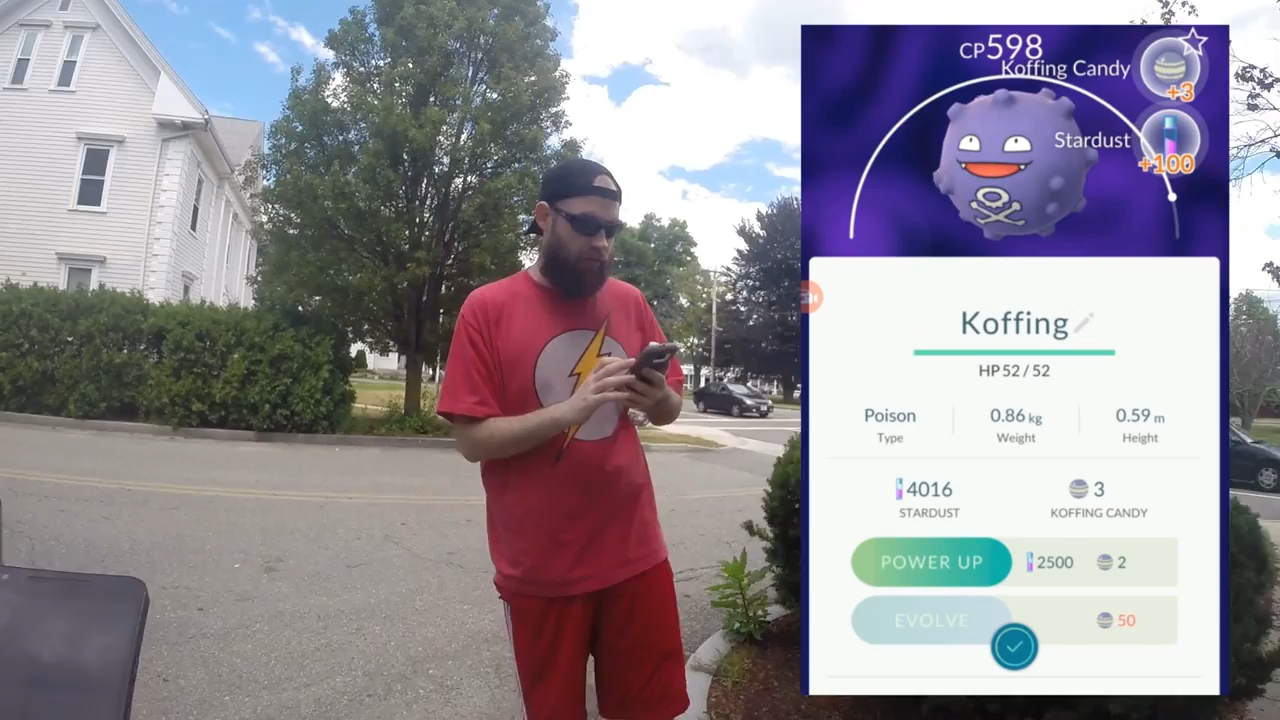 CP598
Koffing Candy
+3
Stardust
+100
Koffing
HP 52 / 52
Poison 0.86 kg 0.59 m
Type Weight Height
4016 3
STARDUST KOFFING CANDY
POWER UP 2500 2
EVOLVE 50